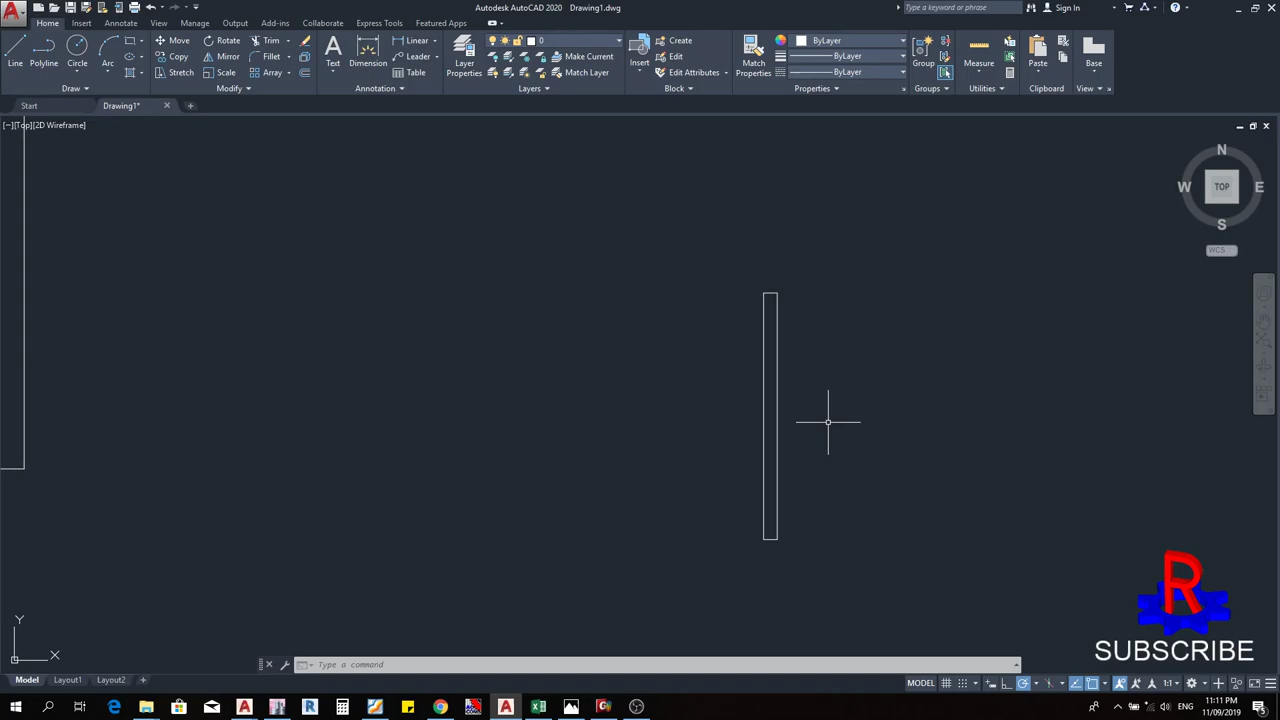 Autodesk AutoCAD 2020 Drawing1.dwg
Type a keyword or phrase
Sign In
Home Insert Annotate View Manage Output Add-ins Collaborate Express Tools Featured Apps
Line Polyline Circle Arc
Move Rotate Trim
Copy Mirror Fillet
Stretch Scale Array
Text Dimension
Linear
Leader
Table
Layer Properties
0
Make Current
Match Layer
Insert
Create
Edit
Edit Attributes
Match Properties
ByLayer
ByLayer
ByLayer
Group
Measure
Paste
Base
Draw Modify Annotation Layers Block Properties Groups Utilities Clipboard View
Start Drawing1*
[−][Top][2D Wireframe]
N
W TOP E
S
WCS
Y
X
R
SUBSCRIBE
Type a command
Model Layout1 Layout2
MODEL 1:1
ENG 11:11 PM
11/09/2019